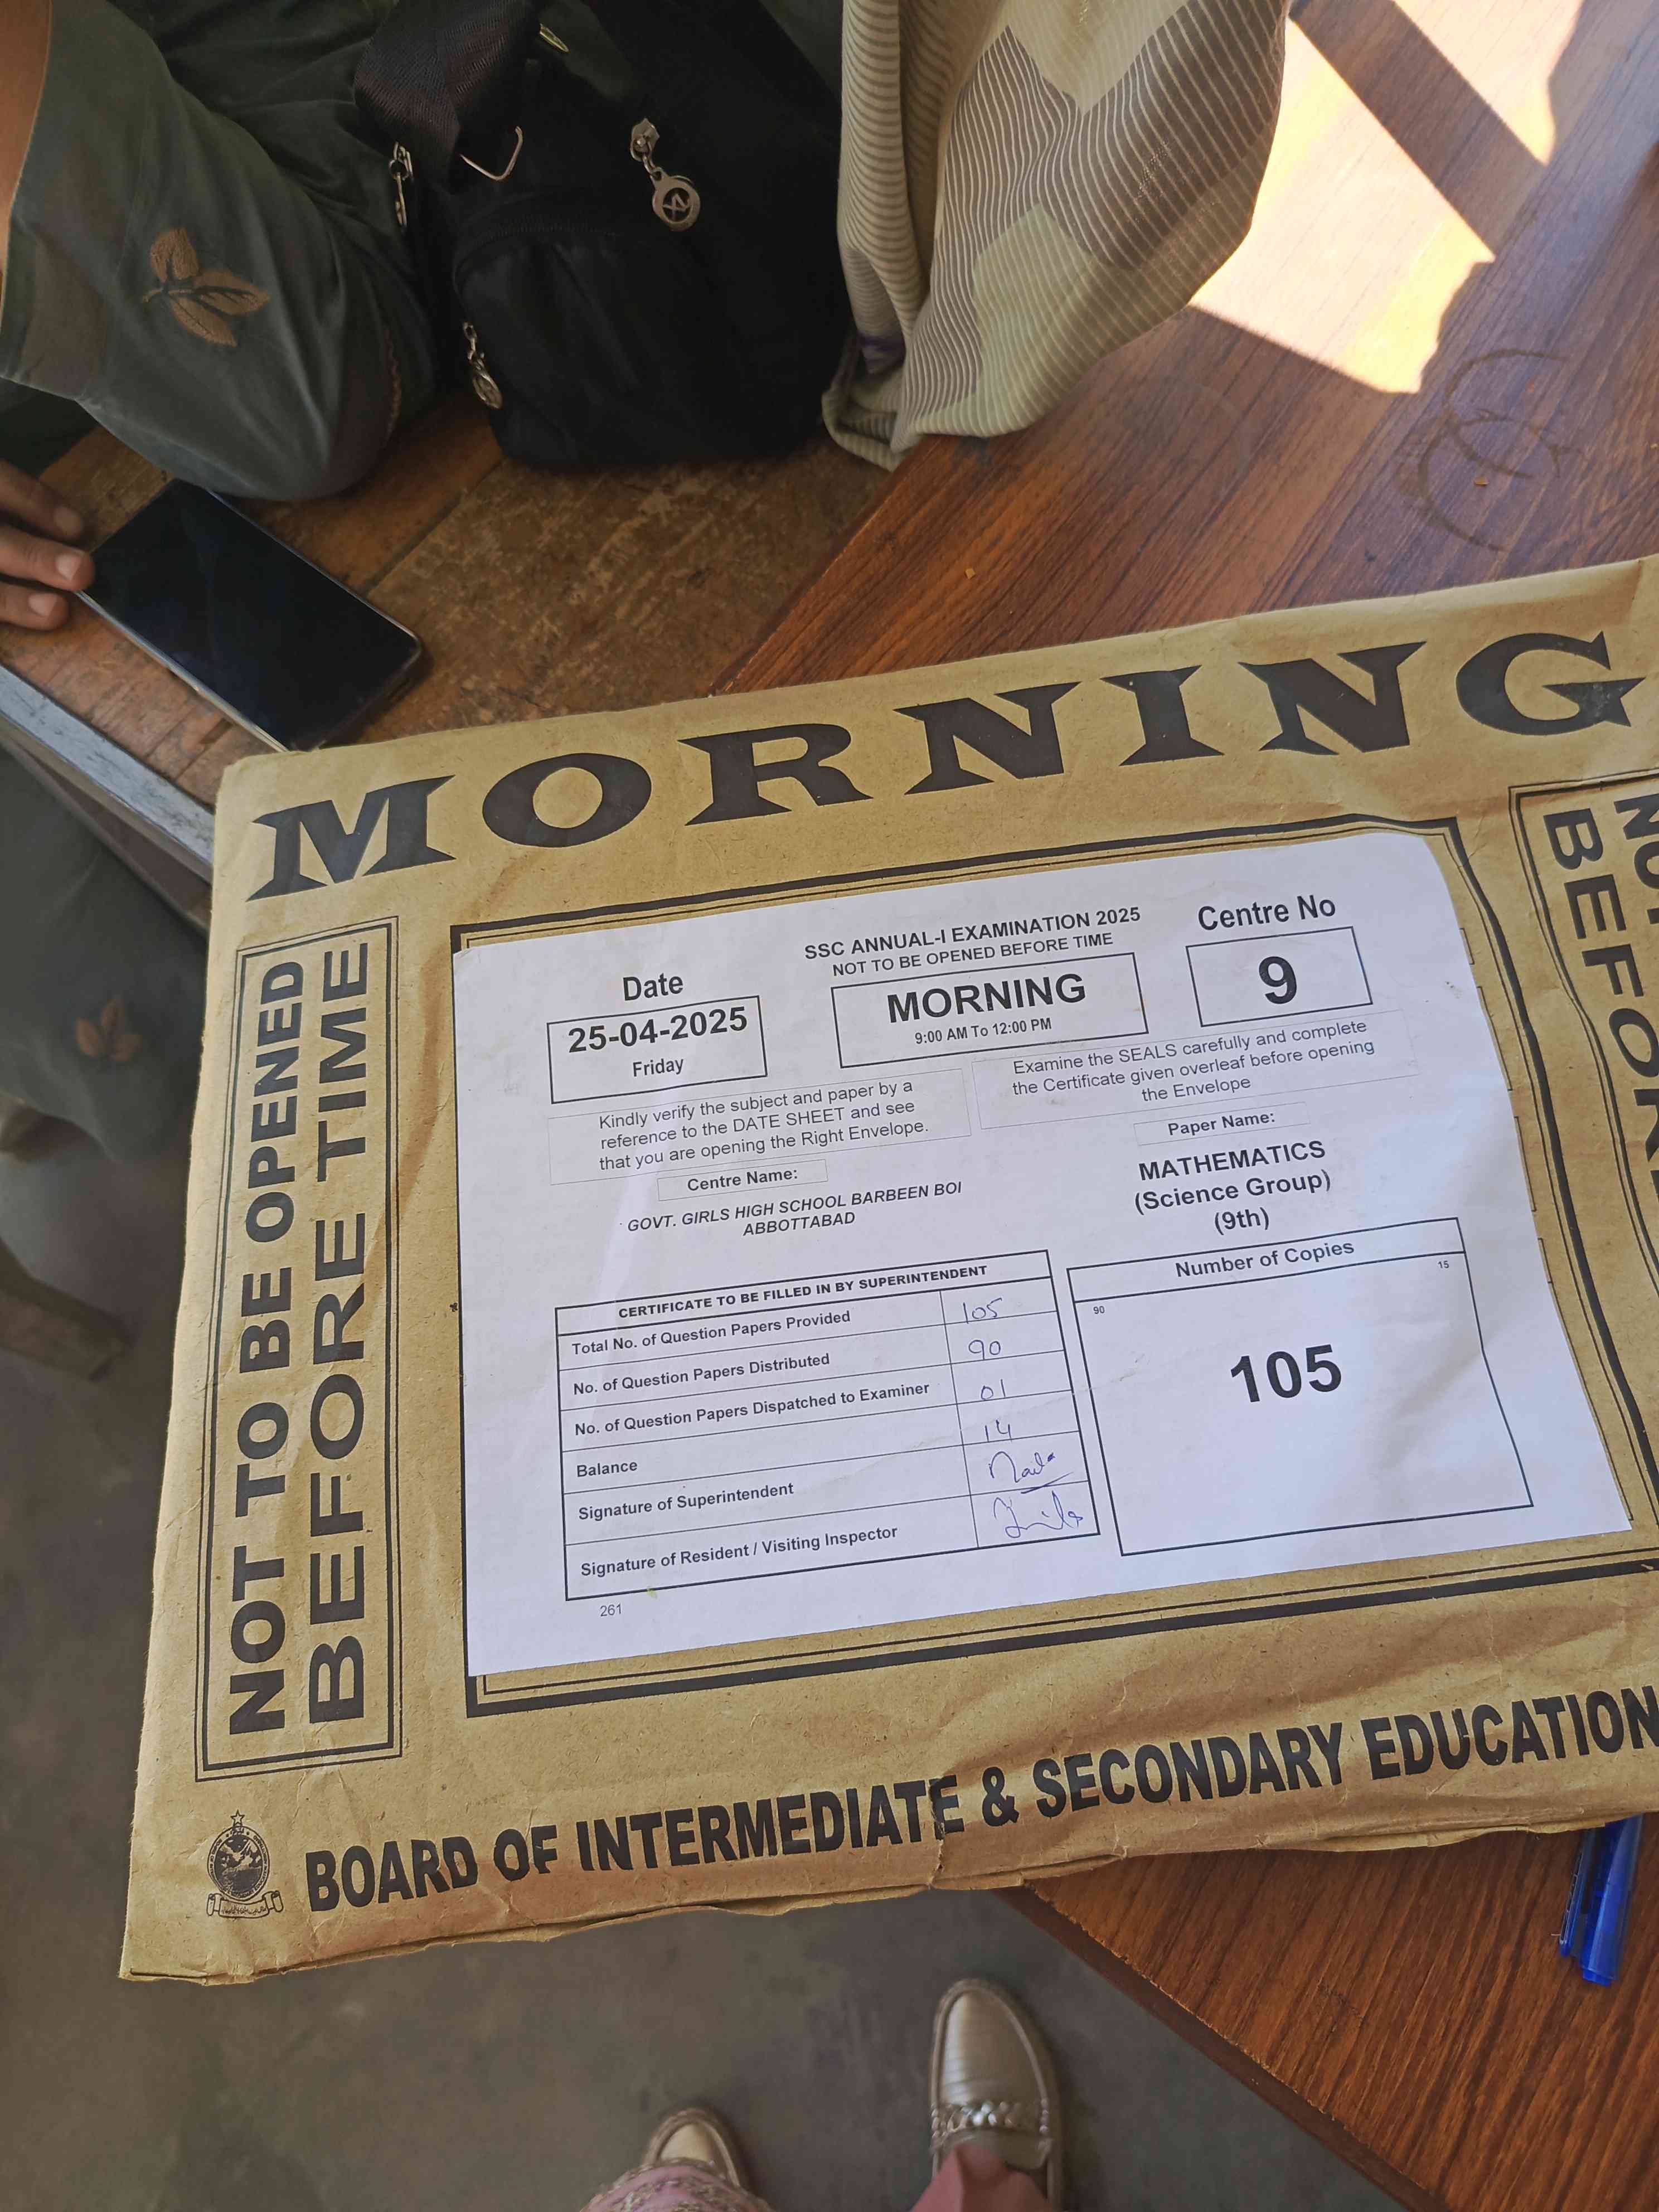 MORNING
NOT TO BE OPENED
BEFORE TIME
SSC ANNUAL-I EXAMINATION 2025
NOT TO BE OPENED BEFORE TIME
Date
25-04-2025
Friday
MORNING
9:00 AM To 12:00 PM
Centre No
9
Kindly verify the subject and paper by a
reference to the DATE SHEET and see
that you are opening the Right Envelope.
Examine the SEALS carefully and complete
the Certificate given overleaf before opening
the Envelope
Centre Name:
GOVT. GIRLS HIGH SCHOOL BARBEEN BOI
ABBOTTABAD
Paper Name:
MATHEMATICS
(Science Group)
(9th)
CERTIFICATE TO BE FILLED IN BY SUPERINTENDENT
Total No. of Question Papers Provided 105
No. of Question Papers Distributed 90
No. of Question Papers Dispatched to Examiner 01
Balance 14
Signature of Superintendent Naila
Signature of Resident / Visiting Inspector
Number of Copies
90 15
105
261
BEFORE
BOARD OF INTERMEDIATE & SECONDARY EDUCATION